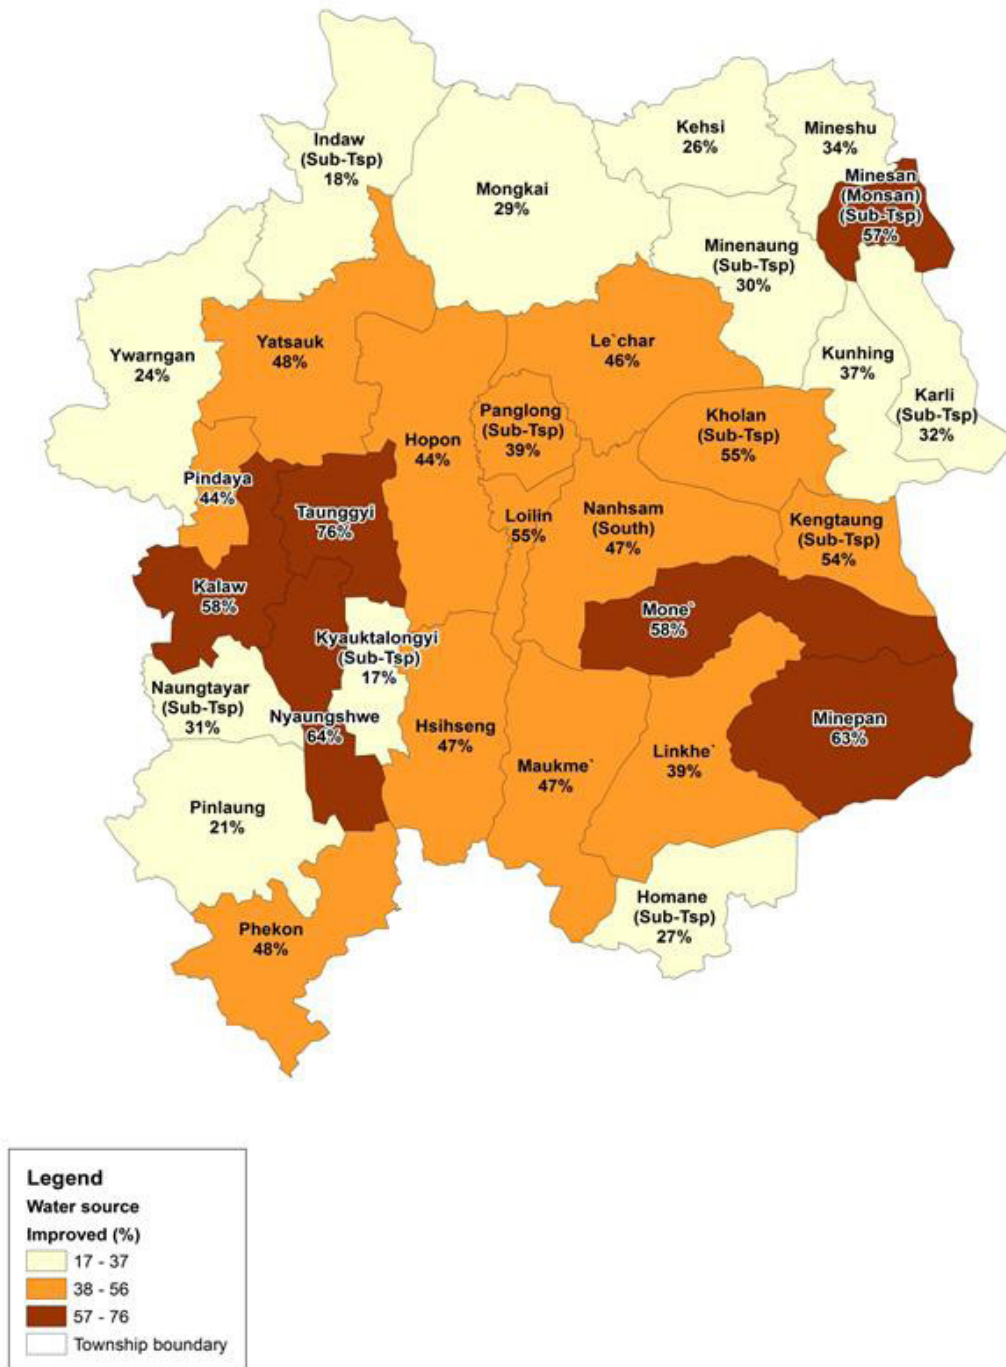 Indaw
(Sub-Tsp)
18%
Mongkai
29%
Kehsi
26%
Mineshu
34%
Minesan
(Monsan)
(Sub-Tsp)
57%
Minenaung
(Sub-Tsp)
30%
Ywarngan
24%
Yatsauk
48%
Le`char
46%
Kunhing
37%
Karli
(Sub-Tsp)
32%
Panglong
(Sub-Tsp)
39%
Kholan
(Sub-Tsp)
55%
Hopon
44%
Pindaya
44%
Taunggyi
76%
Loilin
55%
Nanhsam
(South)
47%
Kengtaung
(Sub-Tsp)
54%
Kalaw
58%
Mone`
58%
Kyauktalongyi
(Sub-Tsp)
17%
Naungtayar
(Sub-Tsp)
31%
Nyaungshwe
64%
Hsihseng
47%
Maukme`
47%
Linkhe`
39%
Minepan
63%
Pinlaung
21%
Homane
(Sub-Tsp)
27%
Phekon
48%
Legend
Water source
Improved (%)
17 - 37
38 - 56
57 - 76
Township boundary